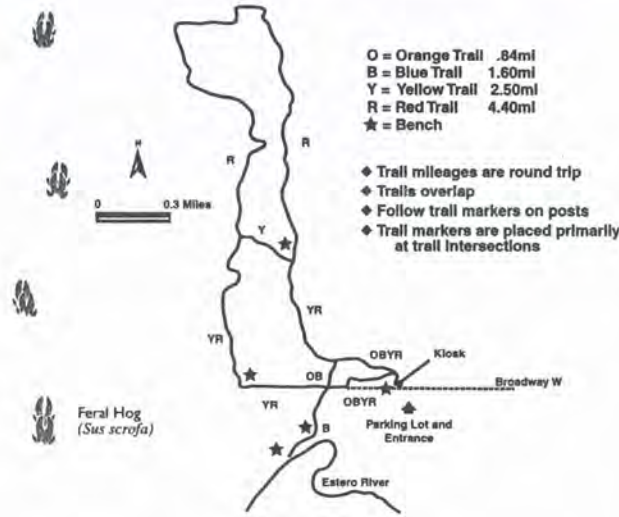 O = Orange Trail .84mi
B = Blue Trail 1.60mi
Y = Yellow Trail 2.50mi
R = Red Trail 4.40mi
★ = Bench
◆ Trail mileages are round trip
◆ Trails overlap
◆ Follow trail markers on posts
◆ Trail markers are placed primarily
at trail intersections
R
R
N
0 0.3 Miles
Y
YR
YR
OBYR
Kiosk
OB
Broadway W
YR
OBYR
Parking Lot and
Entrance
B
Feral Hog
(Sus scrofa)
Estero River